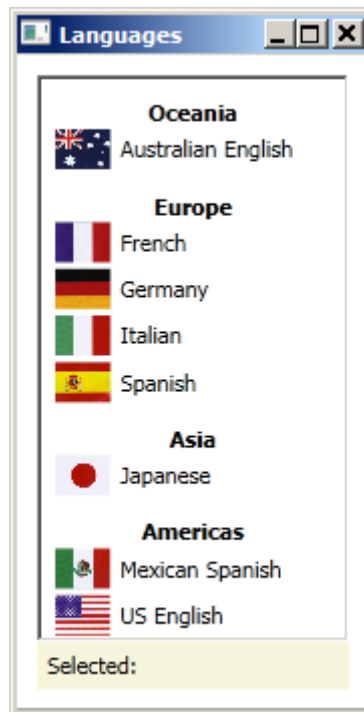 Languages
Oceania
Australian English
Europe
French
Germany
Italian
Spanish
Asia
Japanese
Americas
Mexican Spanish
US English
Selected: